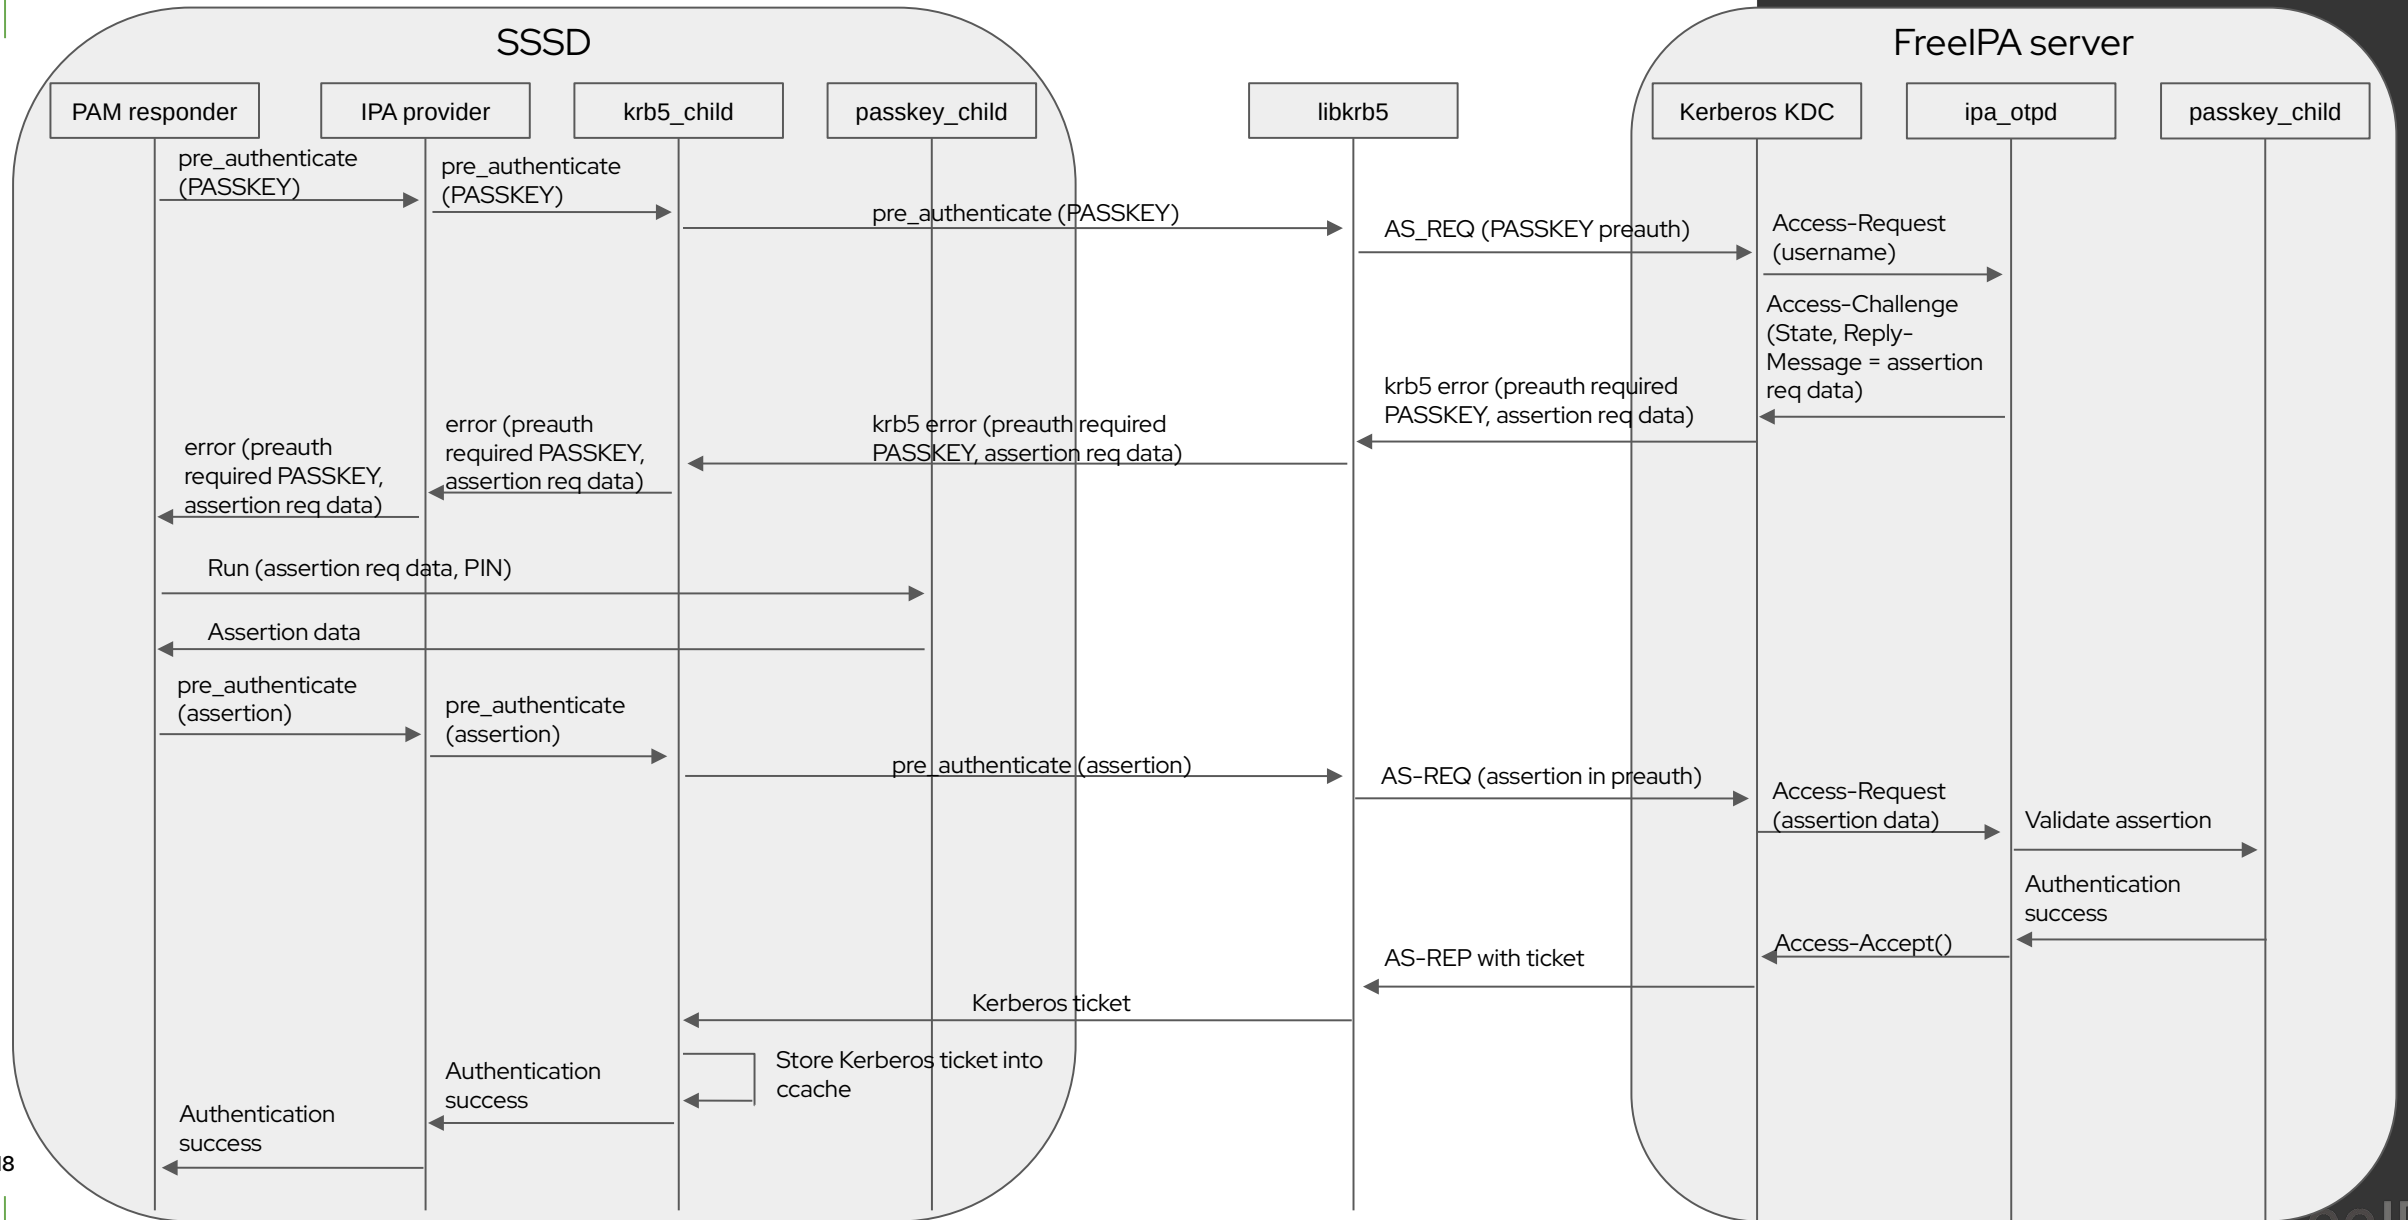 SSSD
FreeIPA server
PAM responder
IPA provider
krb5_child
passkey_child
libkrb5
Kerberos KDC
ipa_otpd
passkey_child
pre_authenticate
(PASSKEY)
pre_authenticate
(PASSKEY)
pre_authenticate (PASSKEY)
AS_REQ (PASSKEY preauth)
Access-Request
(username)
Access-Challenge
(State, Reply-
Message = assertion
req data)
krb5 error (preauth required
PASSKEY, assertion req data)
krb5 error (preauth required
PASSKEY, assertion req data)
error (preauth
required PASSKEY,
assertion req data)
error (preauth
required PASSKEY,
assertion req data)
Run (assertion req data, PIN)
Assertion data
pre_authenticate
(assertion)
pre_authenticate
(assertion)
pre_authenticate (assertion)
AS-REQ (assertion in preauth)
Access-Request
(assertion data)
Validate assertion
Authentication
success
Access-Accept()
AS-REP with ticket
Kerberos ticket
Store Kerberos ticket into
ccache
Authentication
success
Authentication
success